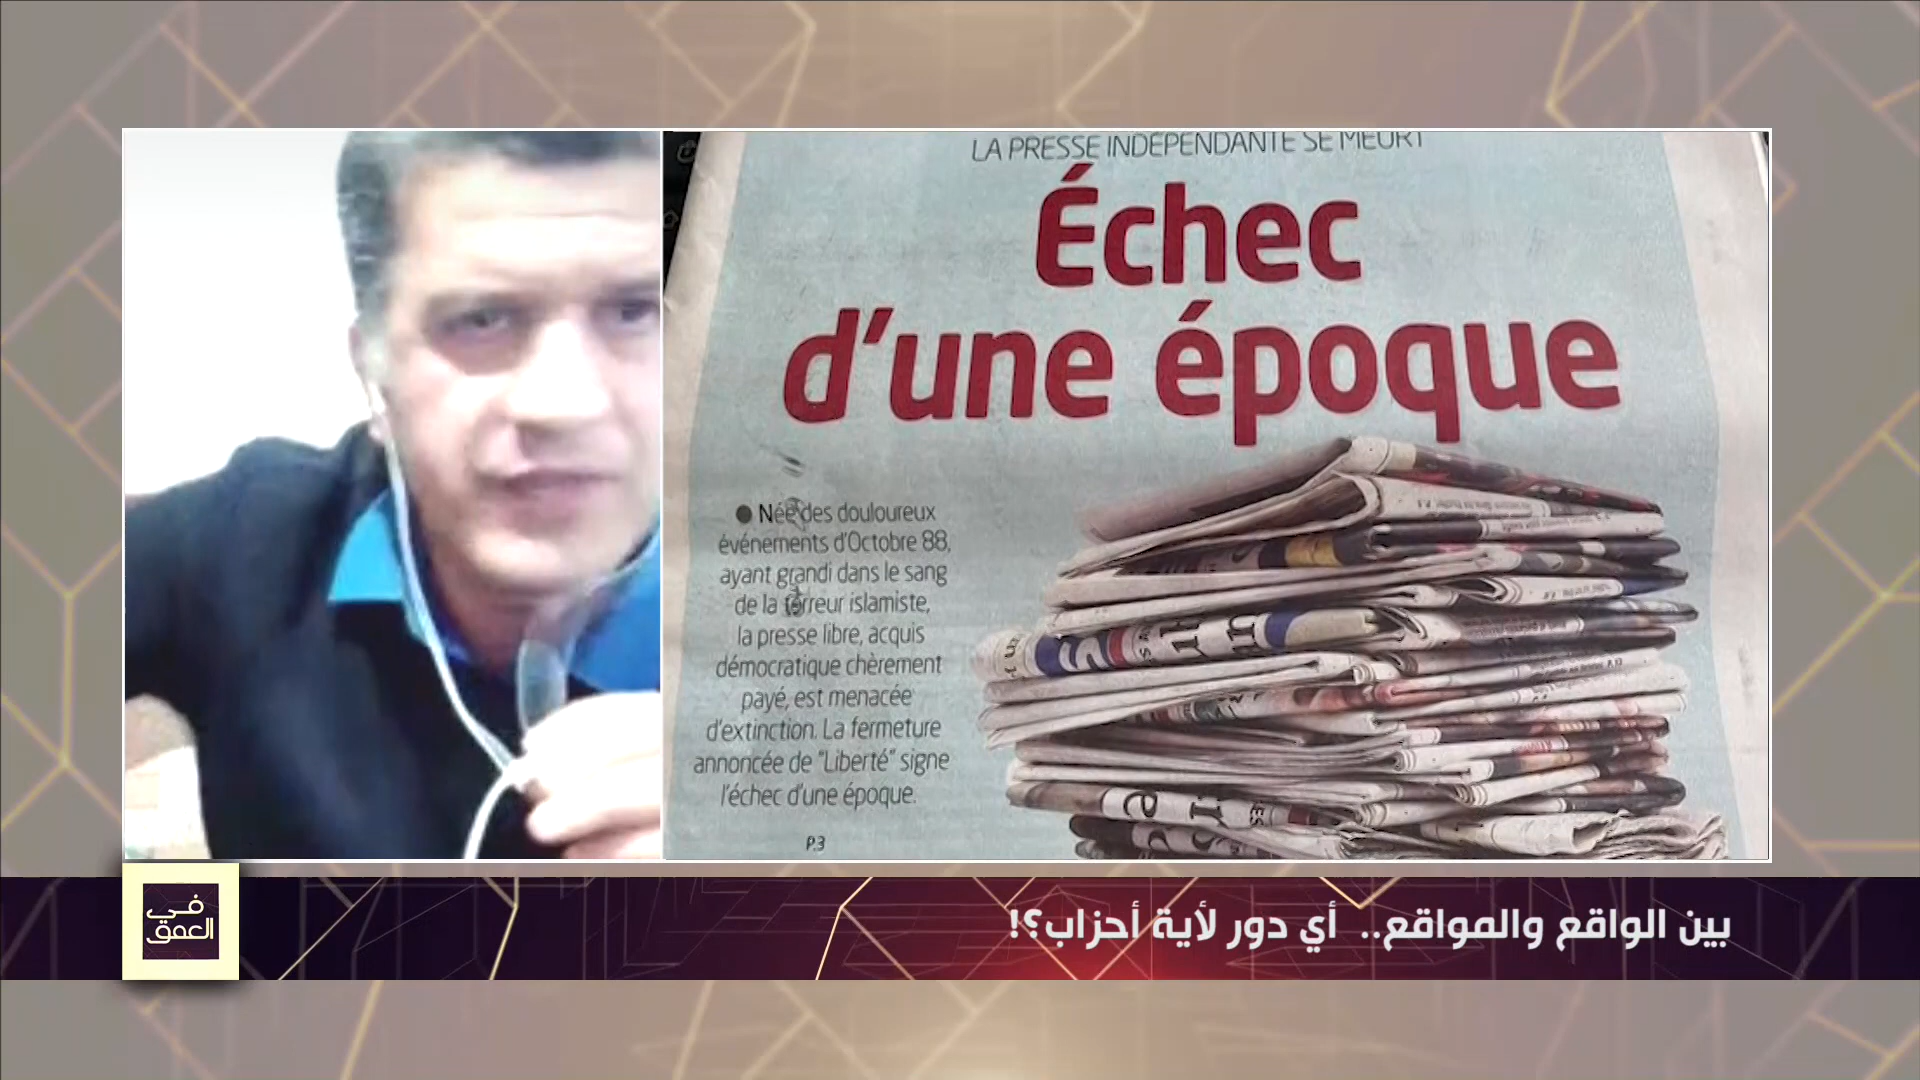 LA PRESSE INDÉPENDANTE SE MEURT
Échec
d'une époque
● Née des douloureux
événements d'Octobre 88,
ayant grandi dans le sang
de la terreur islamiste,
la presse libre, acquis
démocratique chèrement
payé, est menacée
d'extinction. La fermeture
annoncée de "Liberté" signe
l'échec d'une époque.
P.3
في
العمق
بين الواقع والمواقع.. أي دور لأية أحزاب؟!